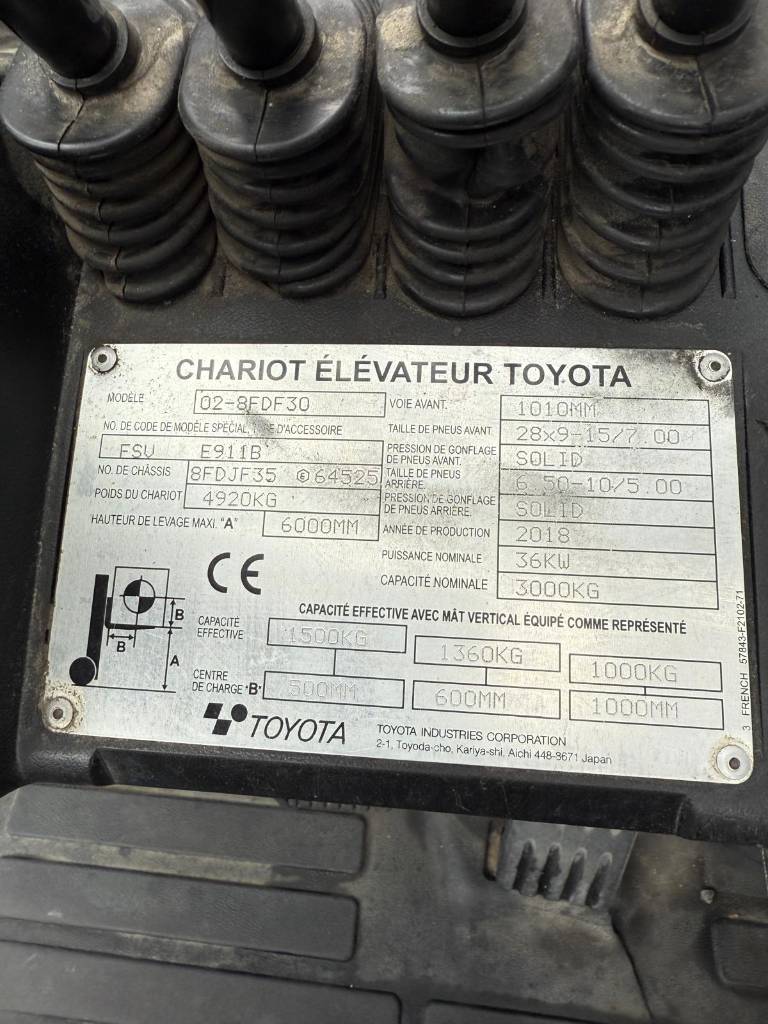 CHARIOT ÉLÉVATEUR TOYOTA
MODÈLE 02-8FDF30
NO. DE CODE DE MODÈLE SPÉCIAL, D'ACCESSOIRE
FSV E911B
NO. DE CHÂSSIS 8FDJF35 Ⓔ64525
POIDS DU CHARIOT 4920KG
HAUTEUR DE LEVAGE MAXI. "A" 6000MM
VOIE AVANT. 1010MM
TAILLE DE PNEUS AVANT 28x9-15/7.00
PRESSION DE GONFLAGE
DE PNEUS AVANT. SOLID
TAILLE DE PNEUS
ARRIÈRE. 6.50-10/5.00
PRESSION DE GONFLAGE
DE PNEUS ARRIÈRE. SOLID
ANNÉE DE PRODUCTION 2018
PUISSANCE NOMINALE 36KW
CAPACITÉ NOMINALE 3000KG
CE
B
B
A
CAPACITÉ EFFECTIVE AVEC MÂT VERTICAL ÉQUIPÉ COMME REPRÉSENTÉ
CAPACITÉ
EFFECTIVE 1500KG 1360KG 1000KG
CENTRE
DE CHARGE "B" 500MM 600MM 1000MM
TOYOTA
TOYOTA INDUSTRIES CORPORATION
2-1, Toyoda-cho, Kariya-shi, Aichi 448-8671 Japan
3 FRENCH 57843-F2102-71